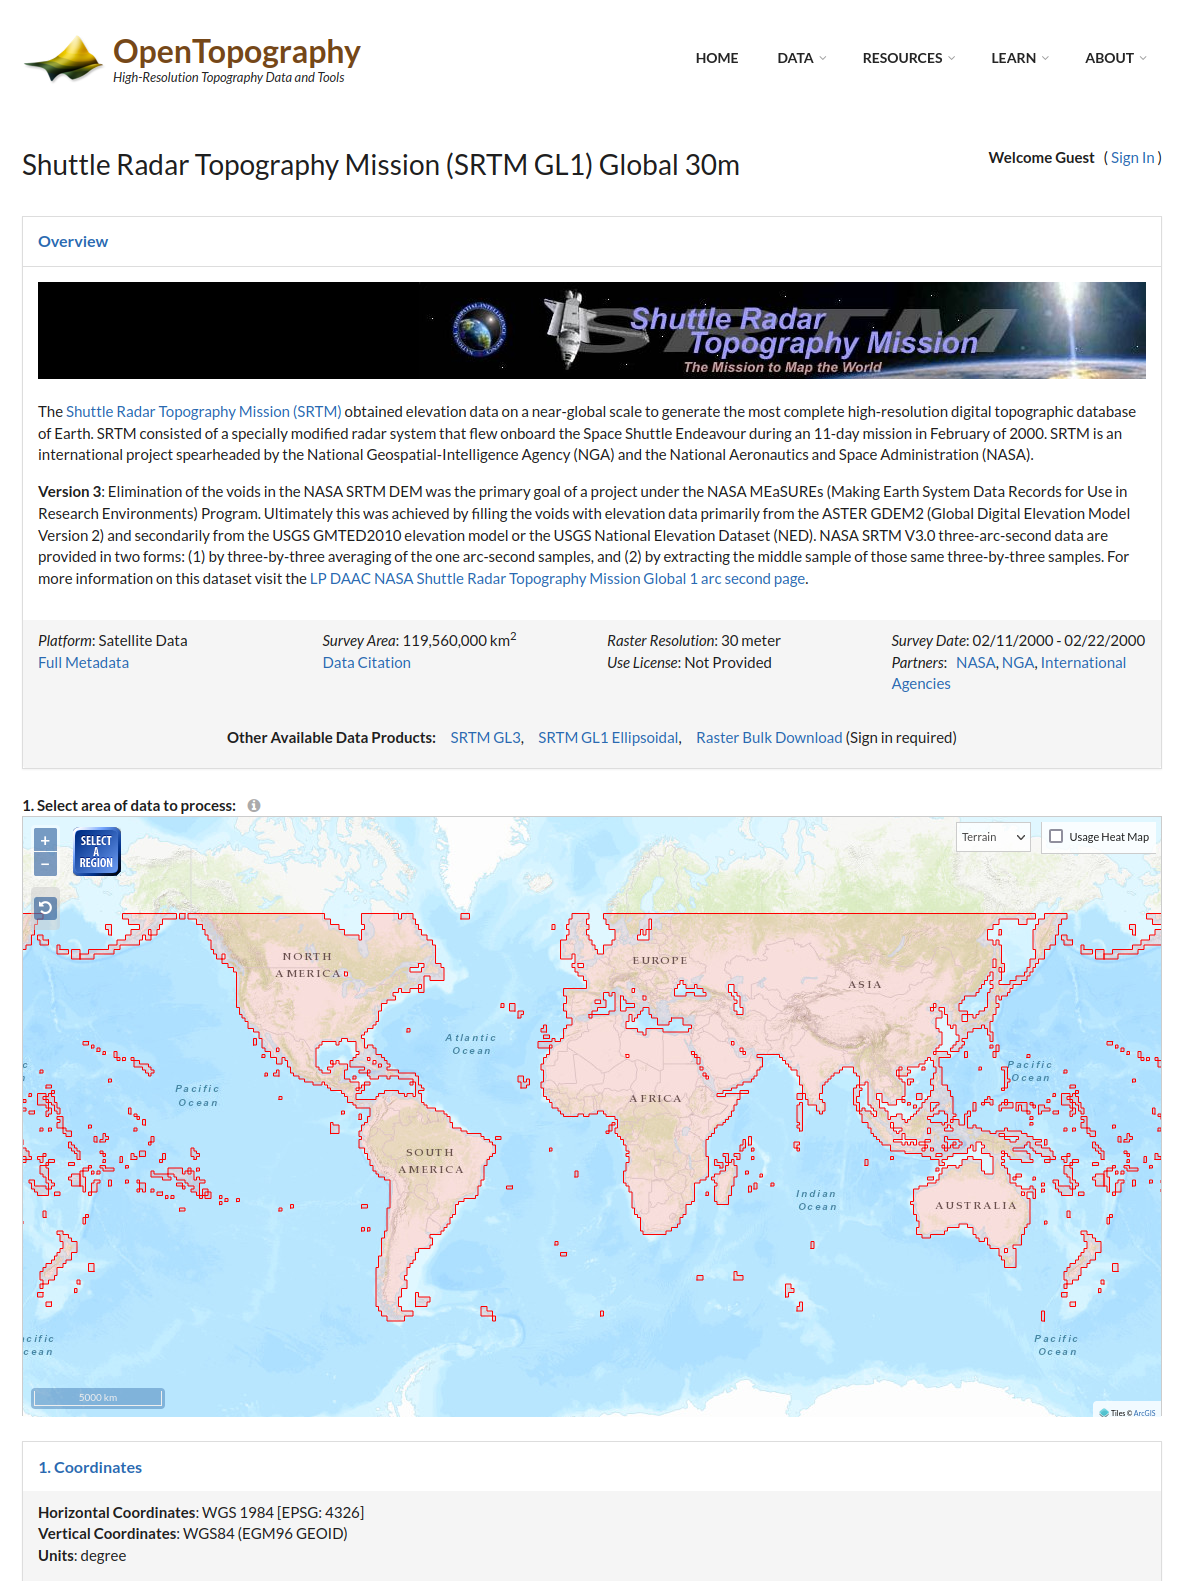 OpenTopography
High-Resolution Topography Data and Tools
HOME DATA RESOURCES LEARN ABOUT
Shuttle Radar Topography Mission (SRTM GL1) Global 30m
Welcome Guest ( Sign In )
Overview
SRTM
Shuttle Radar
Topography Mission
The Mission to Map the World
The Shuttle Radar Topography Mission (SRTM) obtained elevation data on a near-global scale to generate the most complete high-resolution digital topographic database
of Earth. SRTM consisted of a specially modified radar system that flew onboard the Space Shuttle Endeavour during an 11-day mission in February of 2000. SRTM is an
international project spearheaded by the National Geospatial-Intelligence Agency (NGA) and the National Aeronautics and Space Administration (NASA).
Version 3: Elimination of the voids in the NASA SRTM DEM was the primary goal of a project under the NASA MEaSUREs (Making Earth System Data Records for Use in
Research Environments) Program. Ultimately this was achieved by filling the voids with elevation data primarily from the ASTER GDEM2 (Global Digital Elevation Model
Version 2) and secondarily from the USGS GMTED2010 elevation model or the USGS National Elevation Dataset (NED). NASA SRTM V3.0 three-arc-second data are
provided in two forms: (1) by three-by-three averaging of the one arc-second samples, and (2) by extracting the middle sample of those same three-by-three samples. For
more information on this dataset visit the LP DAAC NASA Shuttle Radar Topography Mission Global 1 arc second page.
Platform: Satellite Data
Full Metadata
Survey Area: 119,560,000 km2
Data Citation
Raster Resolution: 30 meter
Use License: Not Provided
Survey Date: 02/11/2000 - 02/22/2000
Partners: NASA, NGA, International
Agencies
Other Available Data Products: SRTM GL3, SRTM GL1 Ellipsoidal, Raster Bulk Download (Sign in required)
1. Select area of data to process:
+
−
SELECT
A
REGION
Terrain
Usage Heat Map
NORTH
AMERICA
EUROPE
ASIA
Atlantic
Ocean
Pacific
Ocean
Pacific
Ocean
AFRICA
SOUTH
AMERICA
Indian
Ocean
AUSTRALIA
acific
cean
Pacific
Ocean
5000 km
Tiles © ArcGIS
1. Coordinates
Horizontal Coordinates: WGS 1984 [EPSG: 4326]
Vertical Coordinates: WGS84 (EGM96 GEOID)
Units: degree